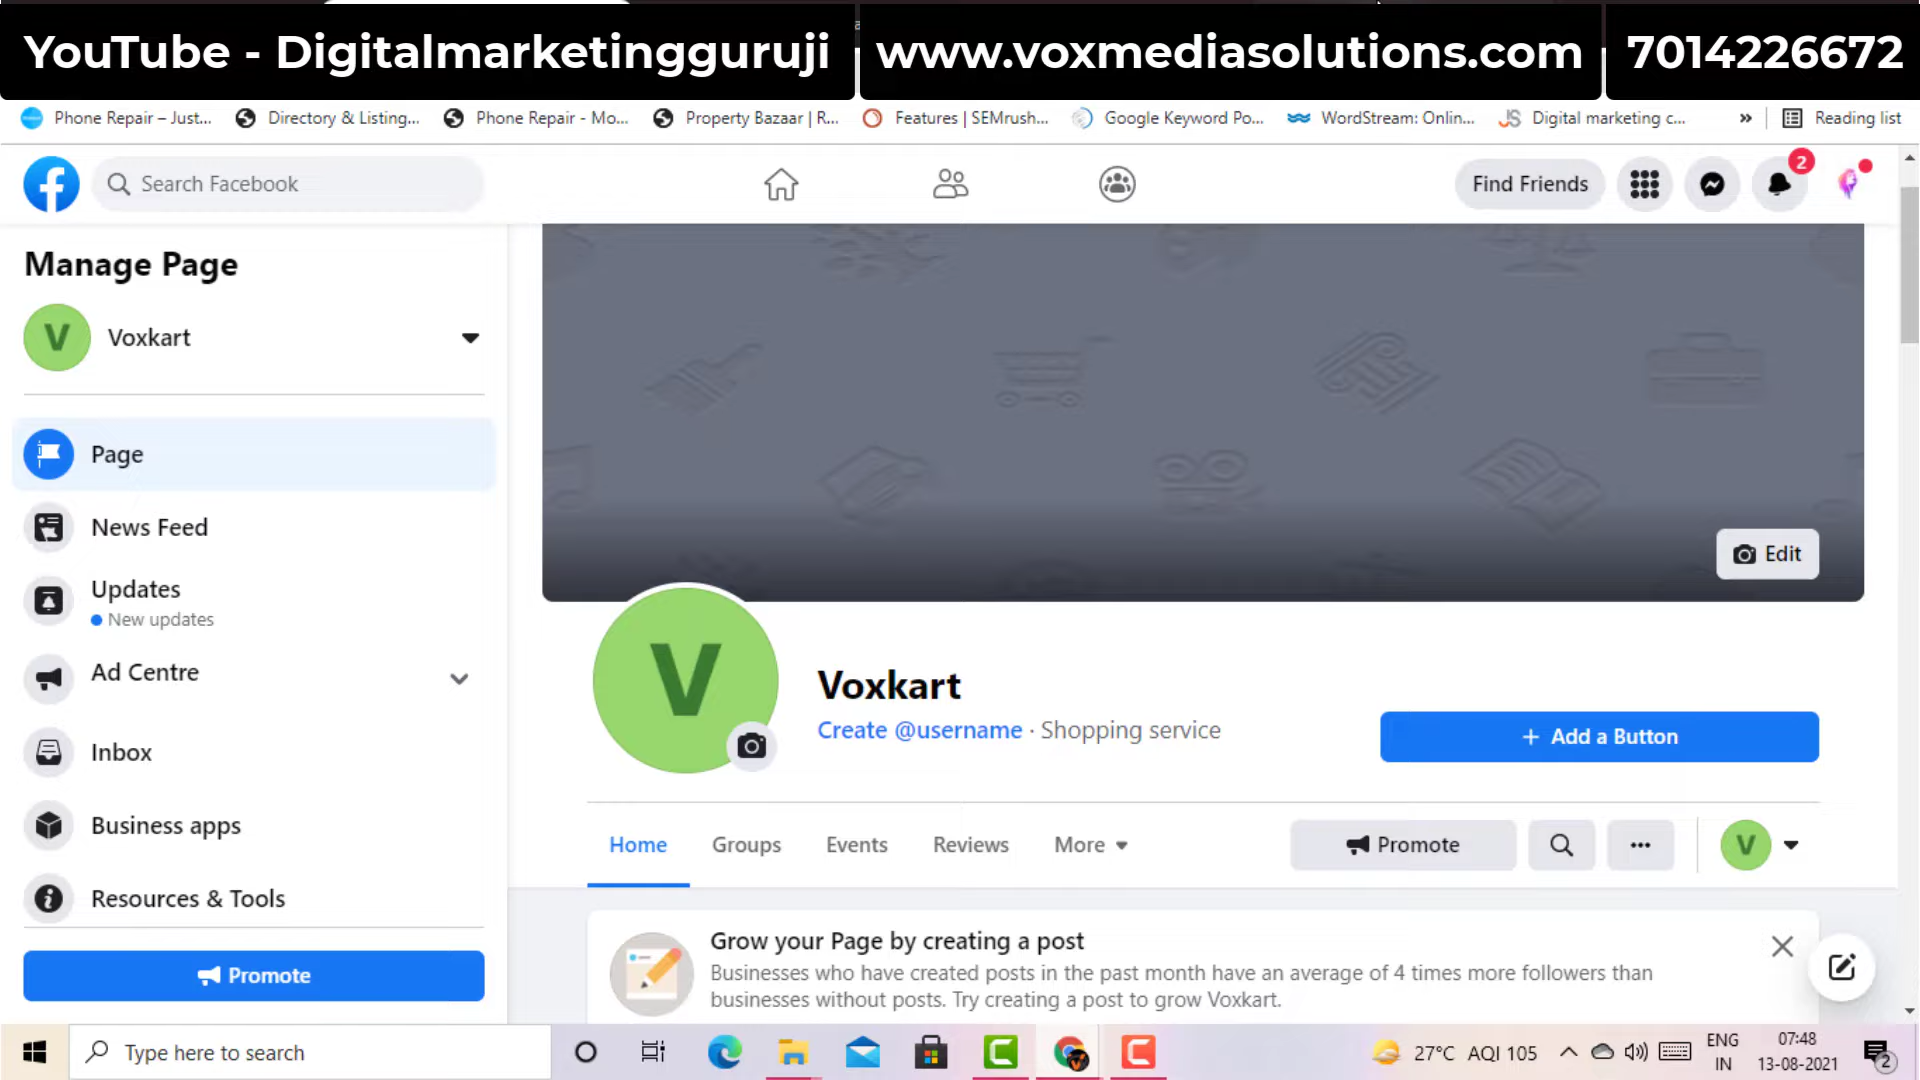 YouTube - Digitalmarketingguruji www.voxmediasolutions.com 7014226672
Phone Repair – Just... Directory & Listing... Phone Repair - Mo... Property Bazaar | R... Features | SEMrush... Google Keyword Po... WordStream: Onlin... Digital marketing c... » Reading list
Search Facebook Find Friends 2
Manage Page
V Voxkart
Page
News Feed
Updates
New updates
Ad Centre
Inbox
Business apps
Resources & Tools
Promote
Edit
V
Voxkart
Create @username · Shopping service
+ Add a Button
Home Groups Events Reviews More Promote ... V
Grow your Page by creating a post
Businesses who have created posts in the past month have an average of 4 times more followers than
businesses without posts. Try creating a post to grow Voxkart.
Type here to search
27°C AQI 105
ENG
IN
07:48
13-08-2021
2